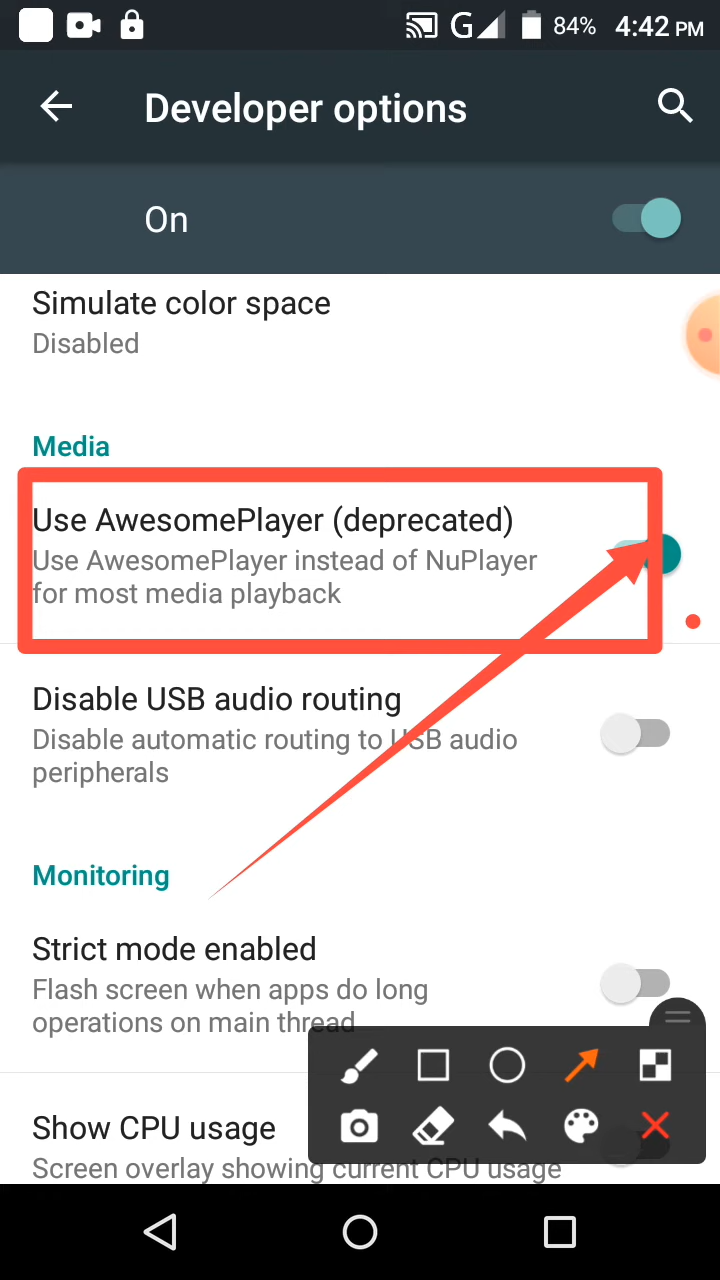 G 84% 4:42 PM
Developer options
On
Simulate color space
Disabled
Media
Use AwesomePlayer (deprecated)
Use AwesomePlayer instead of NuPlayer
for most media playback
Disable USB audio routing
Disable automatic routing to USB audio
peripherals
Monitoring
Strict mode enabled
Flash screen when apps do long
operations on main thread
Show CPU usage
Screen overlay showing current CPU usage